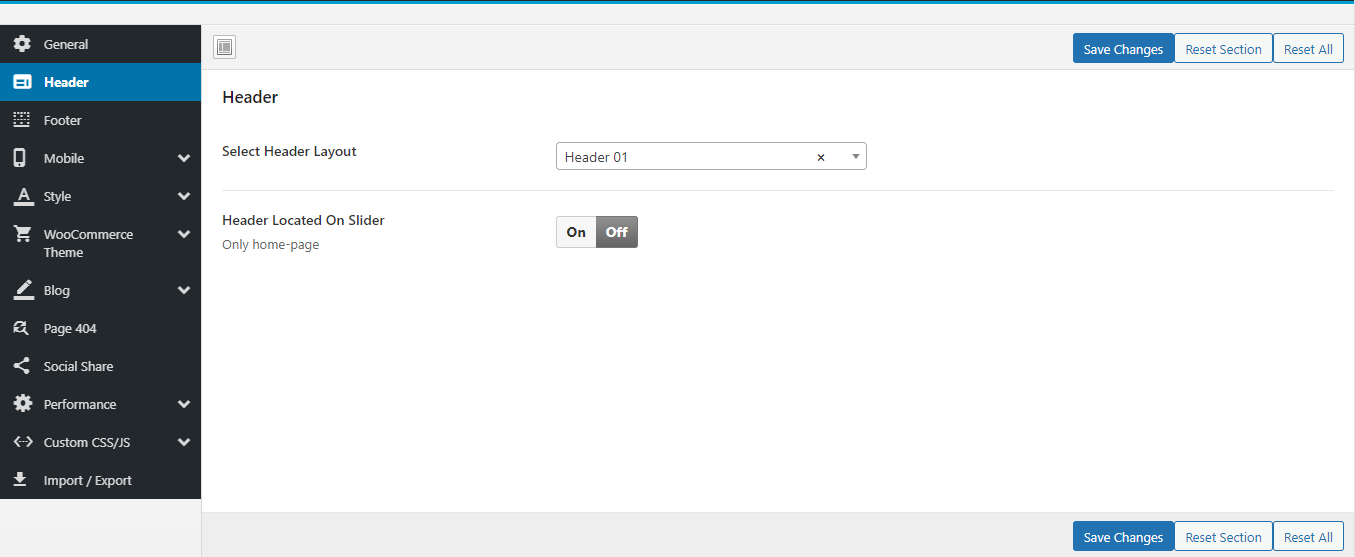 General
Header
Footer
Mobile
Style
WooCommerce
Theme
Blog
Page 404
Social Share
Performance
Custom CSS/JS
Import / Export
Save Changes
Reset Section
Reset All
Header
Select Header Layout
Header 01
×
Header Located On Slider
Only home-page
On
Off
Save Changes
Reset Section
Reset All